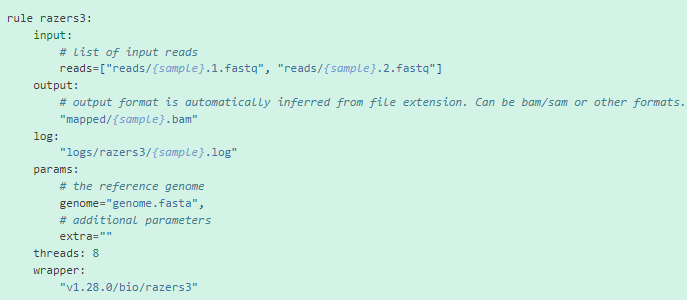 rule razers3:
    input:
        # list of input reads
        reads=["reads/{sample}.1.fastq", "reads/{sample}.2.fastq"]
    output:
        # output format is automatically inferred from file extension. Can be bam/sam or other formats.
        "mapped/{sample}.bam"
    log:
        "logs/razers3/{sample}.log"
    params:
        # the reference genome
        genome="genome.fasta",
        # additional parameters
        extra=""
    threads: 8
    wrapper:
        "v1.28.0/bio/razers3"